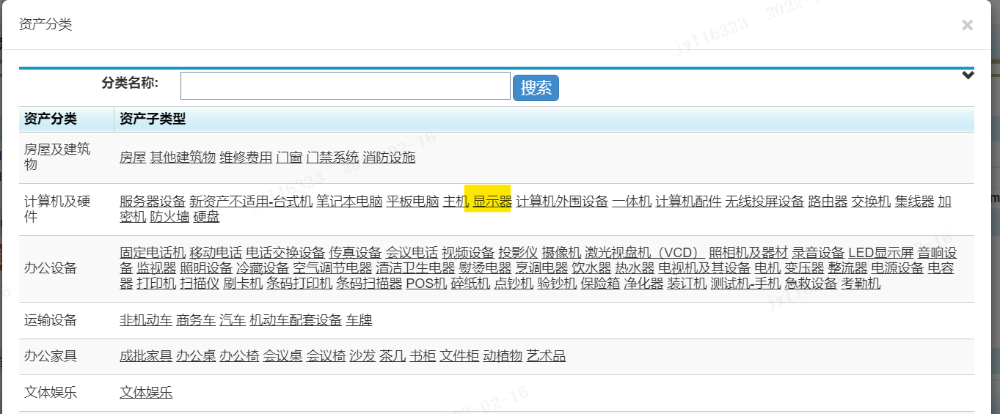 资产分类 ×
jyl16323 2022-0
分类名称: 搜索
资产分类 资产子类型
房屋及建筑物 房屋 其他建筑物 维修费用 门窗 门禁系统 消防设施
l16323 2-02-16
计算机及硬件 服务器设备 新资产不适用-台式机 笔记本电脑 平板电脑 主机 显示器 计算机外围设备 一体机 计算机配件 无线投屏设备 路由器 交换机 集线器 加
密机 防火墙 硬盘
办公设备 固定电话机 移动电话 电话交换设备 传真设备 会议电话 视频设备 投影仪 摄像机 激光视盘机（VCD） 照相机及器材 录音设备 LED显示屏 音响设
备 监视器 照明设备 冷藏设备 空气调节电器 清洁卫生电器 熨烫电器 烹调电器 饮水器 热水器 电视机及其设备 电机 变压器 整流器 电源设备 电容
器 打印机 扫描仪 刷卡机 条码打印机 条码扫描器 POS机 碎纸机 点钞机 验钞机 保险箱 净化器 装订机 测试机-手机 急救设备 考勤机
运输设备 非机动车 商务车 汽车 机动车配套设备 车牌
办公家具 成批家具 办公桌 办公椅 会议桌 会议椅 沙发 茶几 书柜 文件柜 动植物 艺术品
文体娱乐 文体娱乐
-02-16